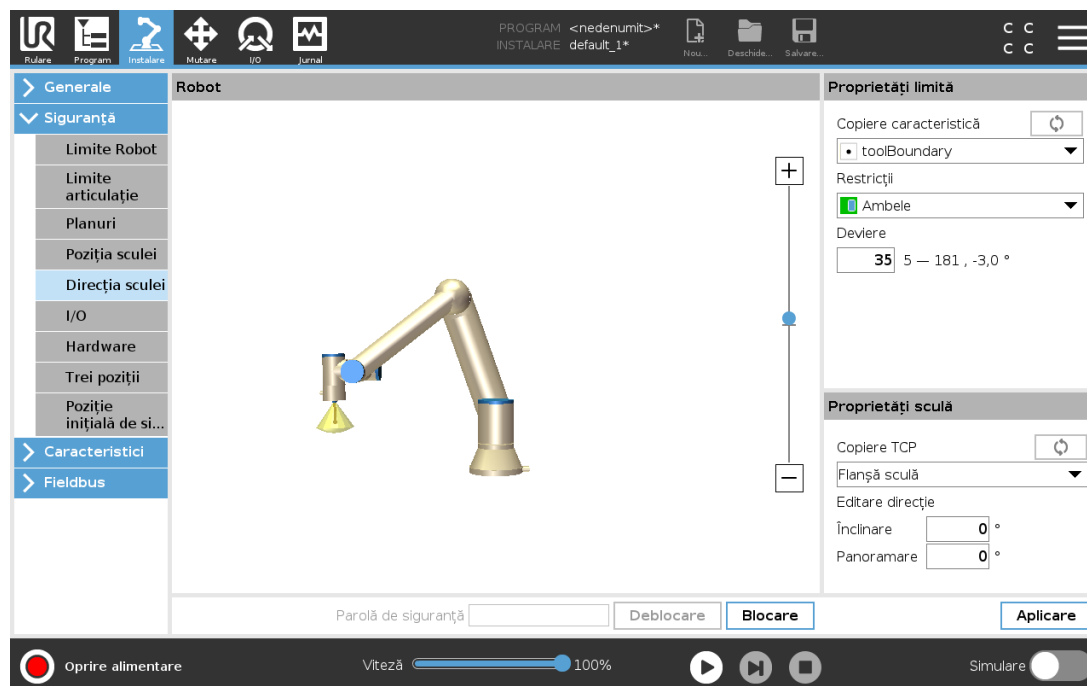 PROGRAM <nedenumit>*
INSTALARE default_1*
UR
Rulare Program Instalare Mutare I/O Jurnal Nou... Deschide... Salvare...
C C
C C
Generale
Siguranță
Limite Robot
Limite
articulație
Planuri
Poziția sculei
Direcția sculei
I/O
Hardware
Trei poziții
Poziție
inițială de si...
Caracteristici
Fieldbus
Robot
+
−
Proprietăți limită
Copiere caracteristică
toolBoundary
Restricții
Ambele
Deviere
35 5 — 181 , -3,0 °
Proprietăți sculă
Copiere TCP
Flanșă sculă
Editare direcție
Înclinare 0 °
Panoramare 0 °
Parolă de siguranță Deblocare Blocare Aplicare
Oprire alimentare Viteză 100% Simulare